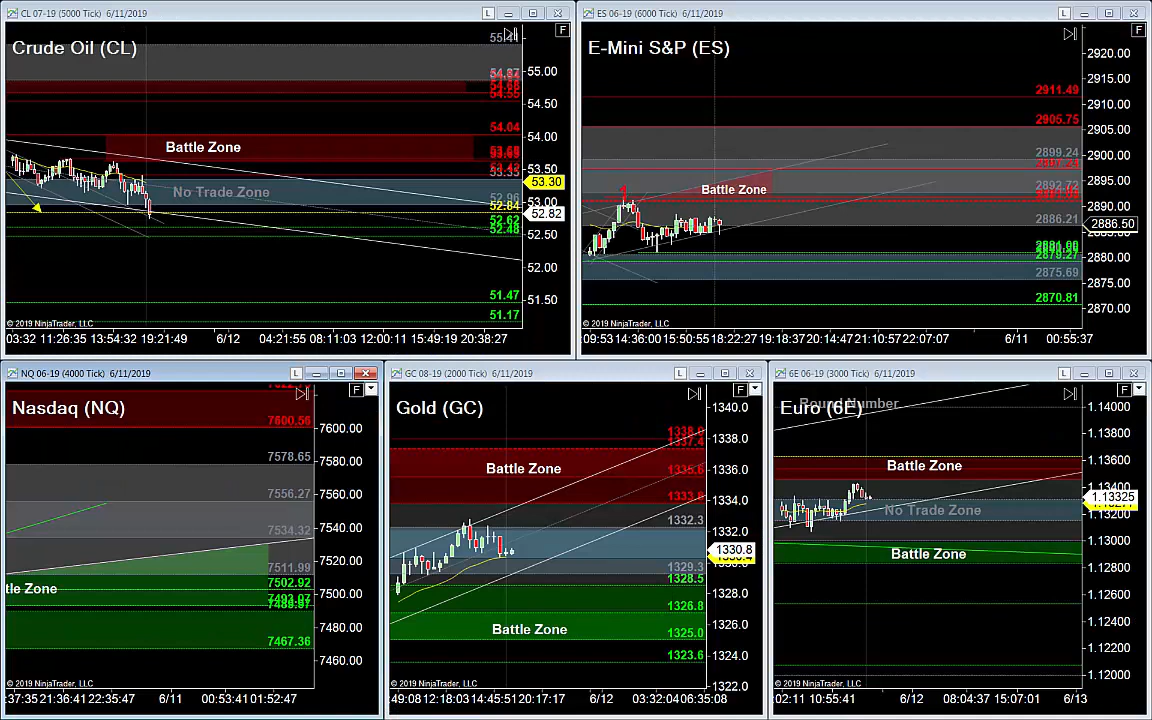 CL 07-19 (5000 Tick) 6/11/2019
L
F
Crude Oil (CL)
55.00
54.50
54.00
53.50
53.30
53.00
52.82
52.50
52.00
51.50
54.55
54.04
53.35
52.96
52.84
52.62
52.48
51.47
51.17
Battle Zone
No Trade Zone
© 2019 NinjaTrader, LLC
03:32 11:26:35 13:54:32 19:21:49 6/12 04:21:55 08:11:03 12:00:11 15:49:19 20:38:27
ES 06-19 (6000 Tick) 6/11/2019
L
F
E-Mini S&P (ES)
2920.00
2915.00
2910.00
2905.00
2900.00
2895.00
2890.00
2886.50
2880.00
2875.00
2870.00
2911.49
2905.75
2899.24
2892.72
2886.21
2879.27
2875.69
2870.81
1
Battle Zone
© 2019 NinjaTrader, LLC
:09:53 14:36:00 15:50:55 18:22:27 19:18:37 20:14:47 21:10:57 22:07:07 6/11 00:55:37
NQ 06-19 (4000 Tick) 6/11/2019
L
F
Nasdaq (NQ)
7600.00
7580.00
7560.00
7540.00
7520.00
7500.00
7480.00
7460.00
7600.56
7578.65
7556.27
7534.32
7511.99
7502.92
7467.36
tle Zone
© 2019 NinjaTrader, LLC
:37:35 21:36:41 22:35:47 6/11 00:53:41 01:52:47
GC 08-19 (2000 Tick) 6/11/2019
L
F
Gold (GC)
1340.0
1338.0
1336.0
1334.0
1332.0
1330.8
1328.0
1326.0
1324.0
1322.0
1332.3
1329.3
1328.5
1326.8
1325.0
1323.6
Battle Zone
Battle Zone
© 2019 NinjaTrader, LLC
:49:08 12:18:03 14:45:51 20:17:17 6/12 03:32:04 06:35:08
6E 06-19 (3000 Tick) 6/11/2019
L
F
Euro (6E)
Round Number
1.14000
1.13800
1.13600
1.13400
1.13325
1.13200
1.13000
1.12800
1.12600
1.12400
1.12200
1.12000
Battle Zone
No Trade Zone
Battle Zone
© 2019 NinjaTrader, LLC
:02:11 10:55:41 6/12 08:04:37 15:07:01 6/13